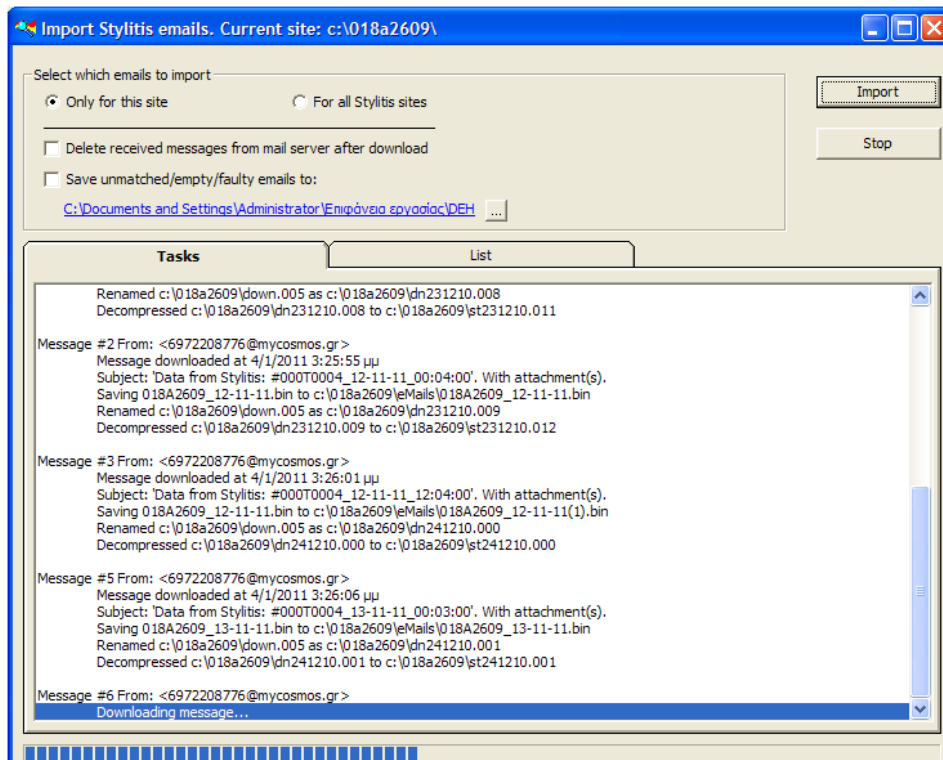 Import Stylitis emails. Current site: c:\018a2609\
Select which emails to import
Only for this site
For all Stylitis sites
Import
Delete received messages from mail server after download
Stop
Save unmatched/empty/faulty emails to:
C:\Documents and Settings\Administrator\Επιφάνεια εργασίας\DEH
...
Tasks
List
Renamed c:\018a2609\down.005 as c:\018a2609\dn231210.008
Decompressed c:\018a2609\dn231210.008 to c:\018a2609\st231210.011
Message #2 From: <6972208776@mycosmos.gr>
Message downloaded at 4/1/2011 3:25:55 μμ
Subject: 'Data from Stylitis: #000T0004_12-11-11_00:04:00'. With attachment(s).
Saving 018A2609_12-11-11.bin to c:\018a2609\eMails\018A2609_12-11-11.bin
Renamed c:\018a2609\down.005 as c:\018a2609\dn231210.009
Decompressed c:\018a2609\dn231210.009 to c:\018a2609\st231210.012
Message #3 From: <6972208776@mycosmos.gr>
Message downloaded at 4/1/2011 3:26:01 μμ
Subject: 'Data from Stylitis: #000T0004_12-11-11_12:04:00'. With attachment(s).
Saving 018A2609_12-11-11.bin to c:\018a2609\eMails\018A2609_12-11-11(1).bin
Renamed c:\018a2609\down.005 as c:\018a2609\dn241210.000
Decompressed c:\018a2609\dn241210.000 to c:\018a2609\st241210.000
Message #5 From: <6972208776@mycosmos.gr>
Message downloaded at 4/1/2011 3:26:06 μμ
Subject: 'Data from Stylitis: #000T0004_13-11-11_00:03:00'. With attachment(s).
Saving 018A2609_13-11-11.bin to c:\018a2609\eMails\018A2609_13-11-11.bin
Renamed c:\018a2609\down.005 as c:\018a2609\dn241210.001
Decompressed c:\018a2609\dn241210.001 to c:\018a2609\st241210.001
Message #6 From: <6972208776@mycosmos.gr>
Downloading message...